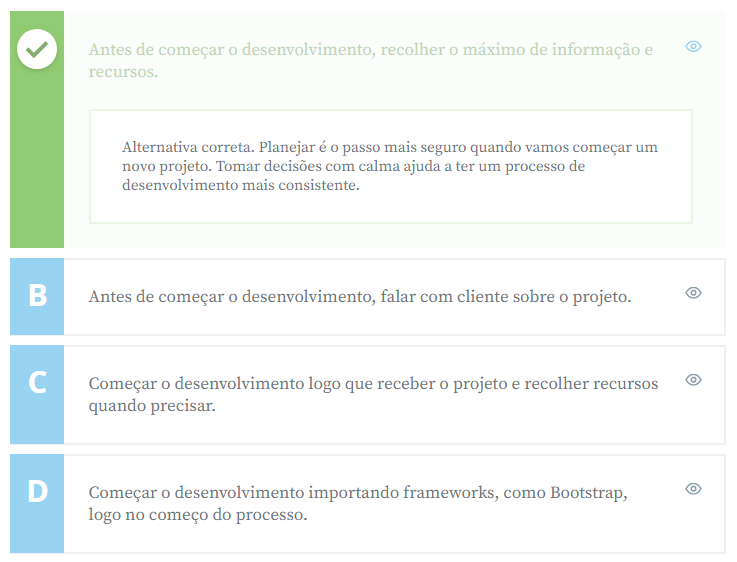 Antes de começar o desenvolvimento, recolher o máximo de informação e
recursos.
Alternativa correta. Planejar é o passo mais seguro quando vamos começar um
novo projeto. Tomar decisões com calma ajuda a ter um processo de
desenvolvimento mais consistente.
B
Antes de começar o desenvolvimento, falar com cliente sobre o projeto.
C
Começar o desenvolvimento logo que receber o projeto e recolher recursos
quando precisar.
D
Começar o desenvolvimento importando frameworks, como Bootstrap,
logo no começo do processo.